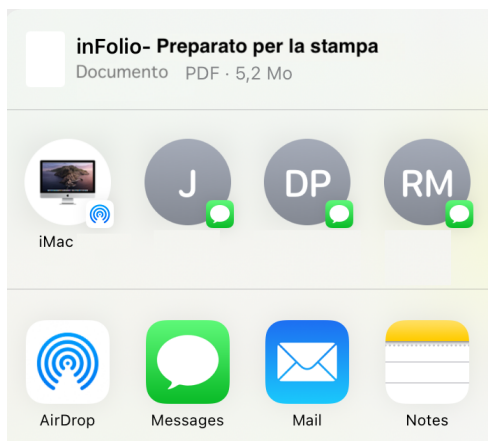 inFolio- Preparato per la stampa
Documento PDF · 5,2 Mo
J DP RM
iMac
AirDrop Messages Mail Notes